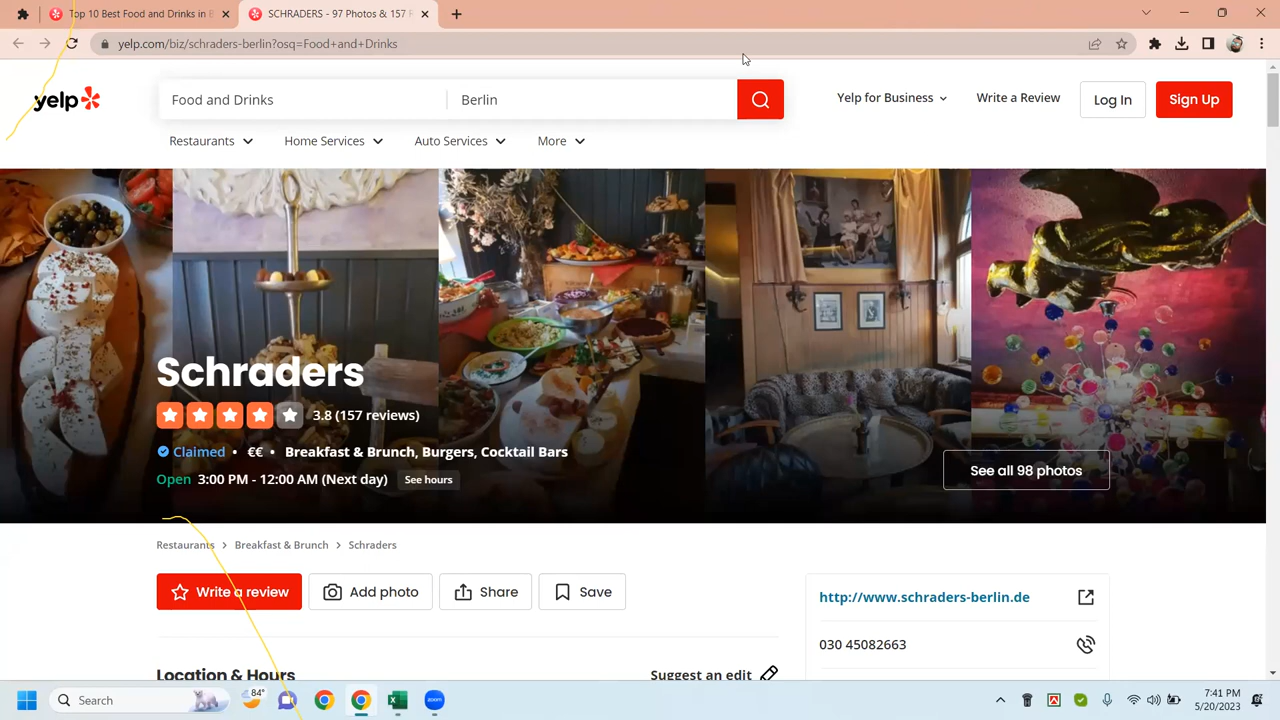 Top 10 Best Food and Drinks in B
SCHRADERS - 97 Photos & 157 R
yelp.com/biz/schraders-berlin?osq=Food+and+Drinks
yelp
Food and Drinks
Berlin
Yelp for Business
Write a Review
Log In
Sign Up
Restaurants
Home Services
Auto Services
More
Schraders
3.8 (157 reviews)
Claimed • €€ • Breakfast & Brunch, Burgers, Cocktail Bars
Open 3:00 PM - 12:00 AM (Next day) See hours
See all 98 photos
Restaurants > Breakfast & Brunch > Schraders
Write a review
Add photo
Share
Save
http://www.schraders-berlin.de
030 45082663
Location & Hours
Suggest an edit
Search
84°
zoom
7:41 PM
5/20/2023